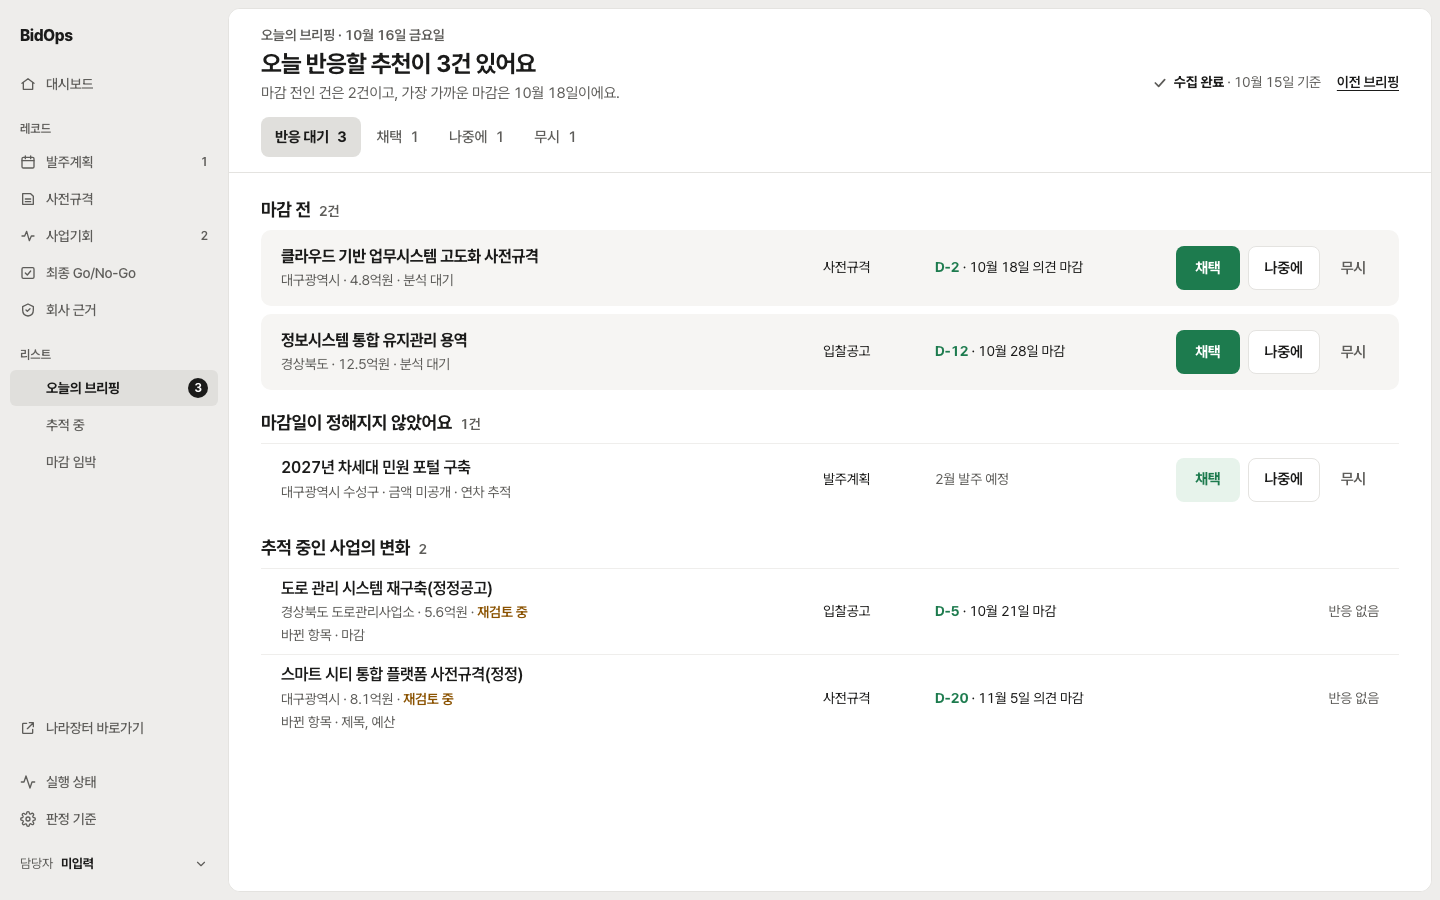 BidOps
대시보드
레코드
발주계획 1
사전규격
사업기회 2
최종 Go/No-Go
회사 근거
리스트
오늘의 브리핑 3
추적 중
마감 임박
나라장터 바로가기
실행 상태
판정 기준
담당자 미입력
오늘의 브리핑 · 10월 16일 금요일
오늘 반응할 추천이 3건 있어요
마감 전인 건은 2건이고, 가장 가까운 마감은 10월 18일이에요.
수집 완료 · 10월 15일 기준 이전 브리핑
반응 대기 3 채택 1 나중에 1 무시 1
마감 전 2건
클라우드 기반 업무시스템 고도화 사전규격
대구광역시 · 4.8억원 · 분석 대기
사전규격
D-2 · 10월 18일 의견 마감
채택 나중에 무시
정보시스템 통합 유지관리 용역
경상북도 · 12.5억원 · 분석 대기
입찰공고
D-12 · 10월 28일 마감
채택 나중에 무시
마감일이 정해지지 않았어요 1건
2027년 차세대 민원 포털 구축
대구광역시 수성구 · 금액 미공개 · 연차 추적
발주계획
2월 발주 예정
채택 나중에 무시
추적 중인 사업의 변화 2
도로 관리 시스템 재구축(정정공고)
경상북도 도로관리사업소 · 5.6억원 · 재검토 중
바뀐 항목 · 마감
입찰공고
D-5 · 10월 21일 마감
반응 없음
스마트 시티 통합 플랫폼 사전규격(정정)
대구광역시 · 8.1억원 · 재검토 중
바뀐 항목 · 제목, 예산
사전규격
D-20 · 11월 5일 의견 마감
반응 없음